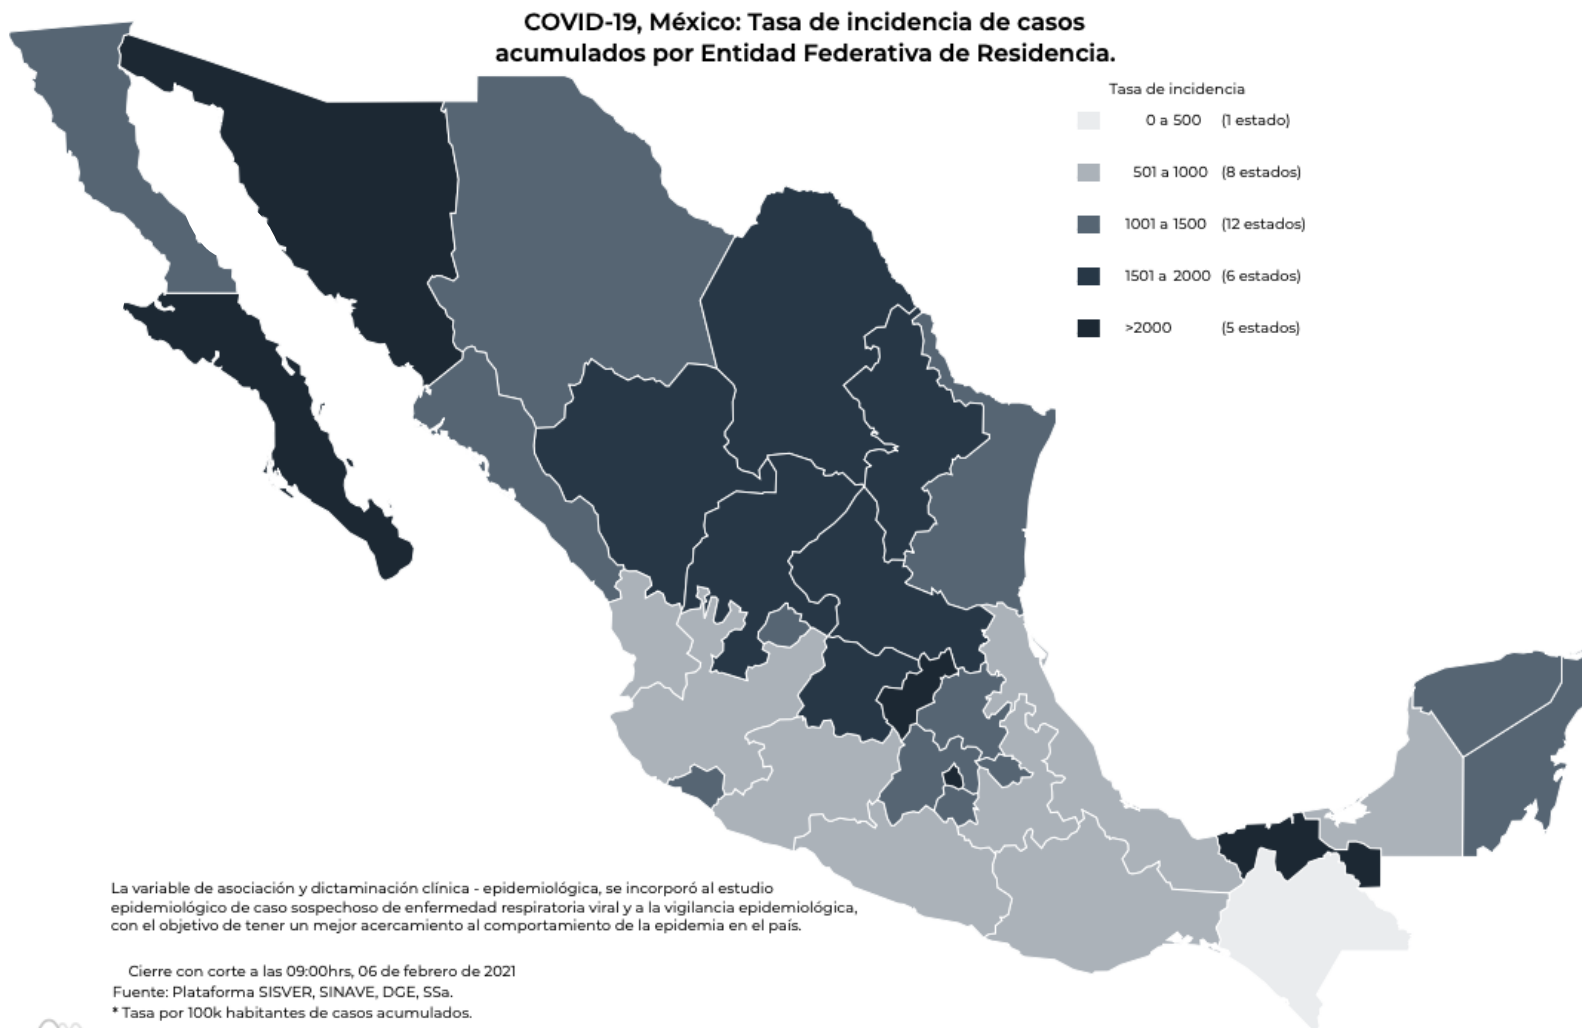 COVID-19, México: Tasa de incidencia de casos
acumulados por Entidad Federativa de Residencia.
Tasa de incidencia
0 a 500 (1 estado)
501 a 1000 (8 estados)
1001 a 1500 (12 estados)
1501 a 2000 (6 estados)
>2000 (5 estados)
La variable de asociación y dictaminación clínica - epidemiológica, se incorporó al estudio
epidemiológico de caso sospechoso de enfermedad respiratoria viral y a la vigilancia epidemiológica,
con el objetivo de tener un mejor acercamiento al comportamiento de la epidemia en el país.
Cierre con corte a las 09:00hrs, 06 de febrero de 2021
Fuente: Plataforma SISVER, SINAVE, DGE, SSa.
* Tasa por 100k habitantes de casos acumulados.